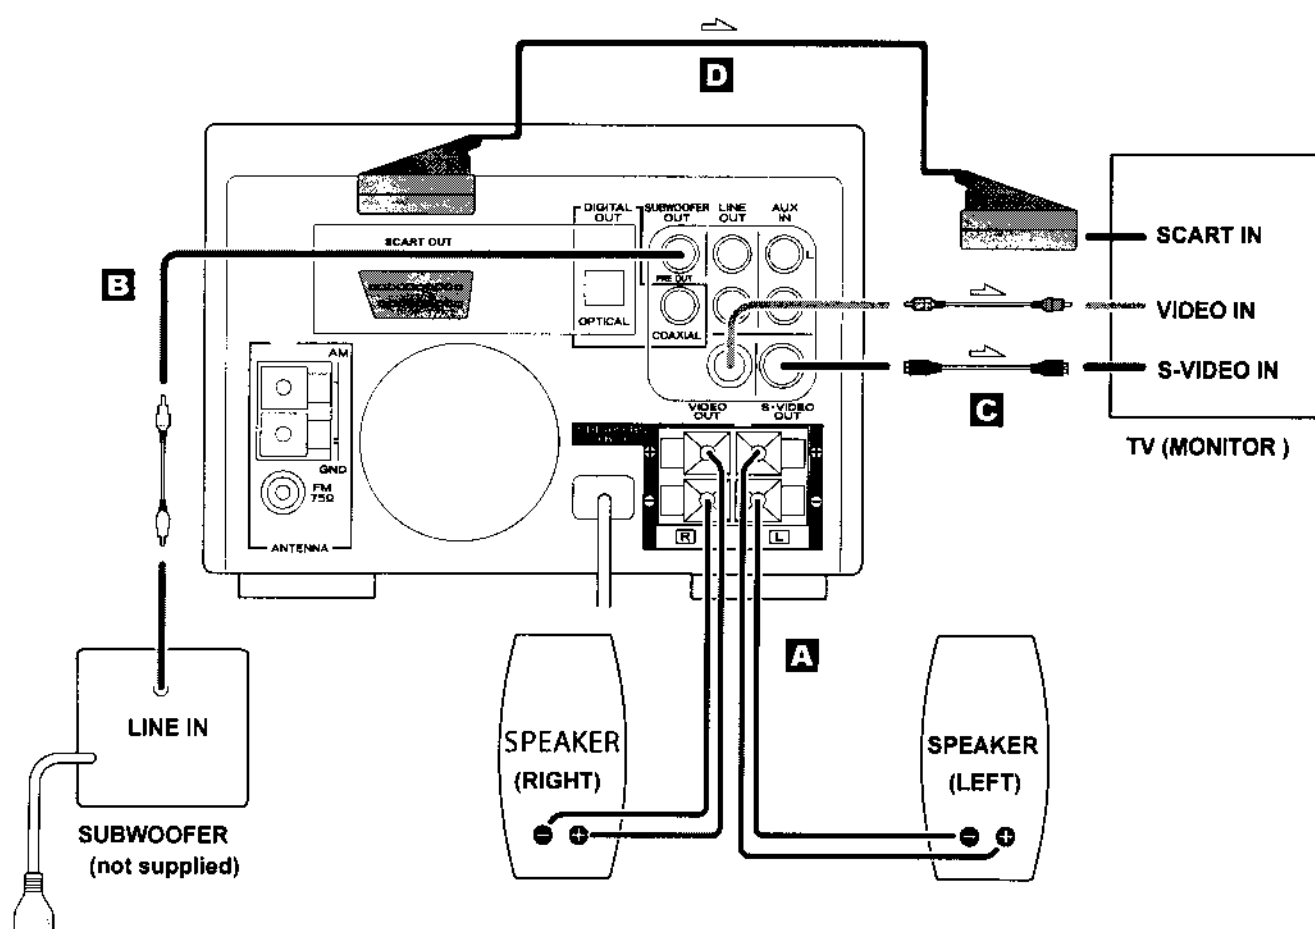 D
DIGITAL
OUT
SUBWOOFER
OUT
LINE
OUT
AUX
IN
SCART OUT
L
PRE OUT
OPTICAL
COAXIAL
B
SCART IN
VIDEO IN
S-VIDEO IN
C
TV (MONITOR )
VIDEO
OUT
S-VIDEO
OUT
AM
GND
FM
75Ω
ANTENNA
+ +
- -
R
L
A
LINE IN
SUBWOOFER
(not supplied)
SPEAKER
(RIGHT)
- +
SPEAKER
(LEFT)
- +